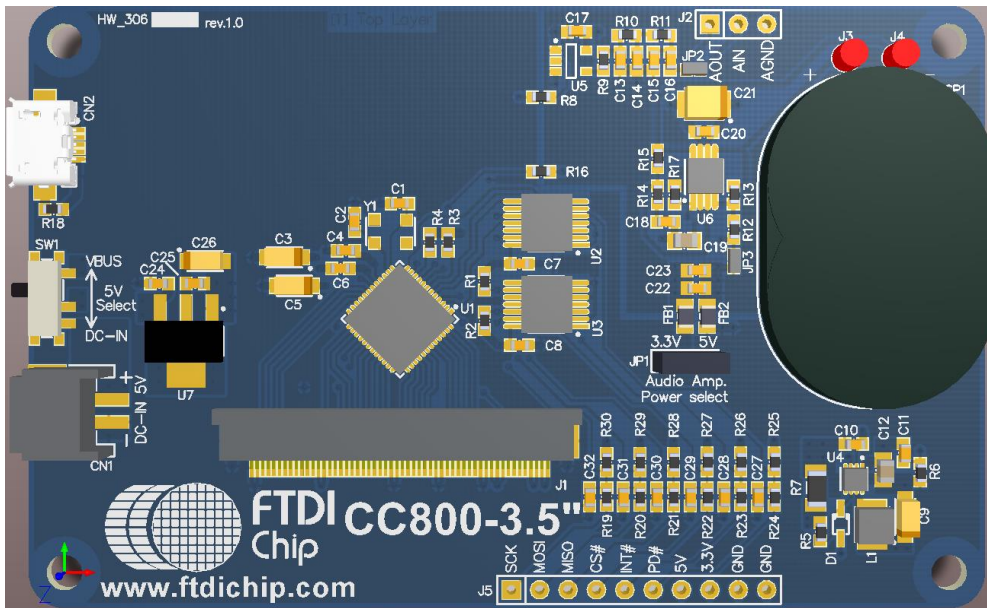 HW_306 rev.1.0
[1] Top Layer
CN2
R18
SW1
VBUS
5V
Select
DC-IN
C24
C25
C26
U7
5V
DC-IN
CN1
C3
C5
C2
Y1
C1
C4
C6
R4
R3
U1
R1
R2
C17
U5
R10
R11
R9
C13
C14
C15
C16
R8
R16
U2
C7
U3
C8
J2
AOUT
AIN
AGND
JP2
C21
C20
R15
R14
R17
U6
R13
R12
C18
C19
JP3
C23
C22
FB1
FB2
3.3V
5V
JP1
Audio Amp.
Power select
J3
J4
+
-
J1
R30
R29
R28
R27
R26
R25
C32
C31
C30
C29
C28
C27
R19
R20
R21
R22
R23
R24
C10
C12
C11
U4
R6
R7
R5
D1
L1
C9
FTDI
Chip
CC800-3.5"
www.ftdichip.com
J5
SCK
MOSI
MISO
CS#
INT#
PD#
5V
3.3V
GND
GND
Z